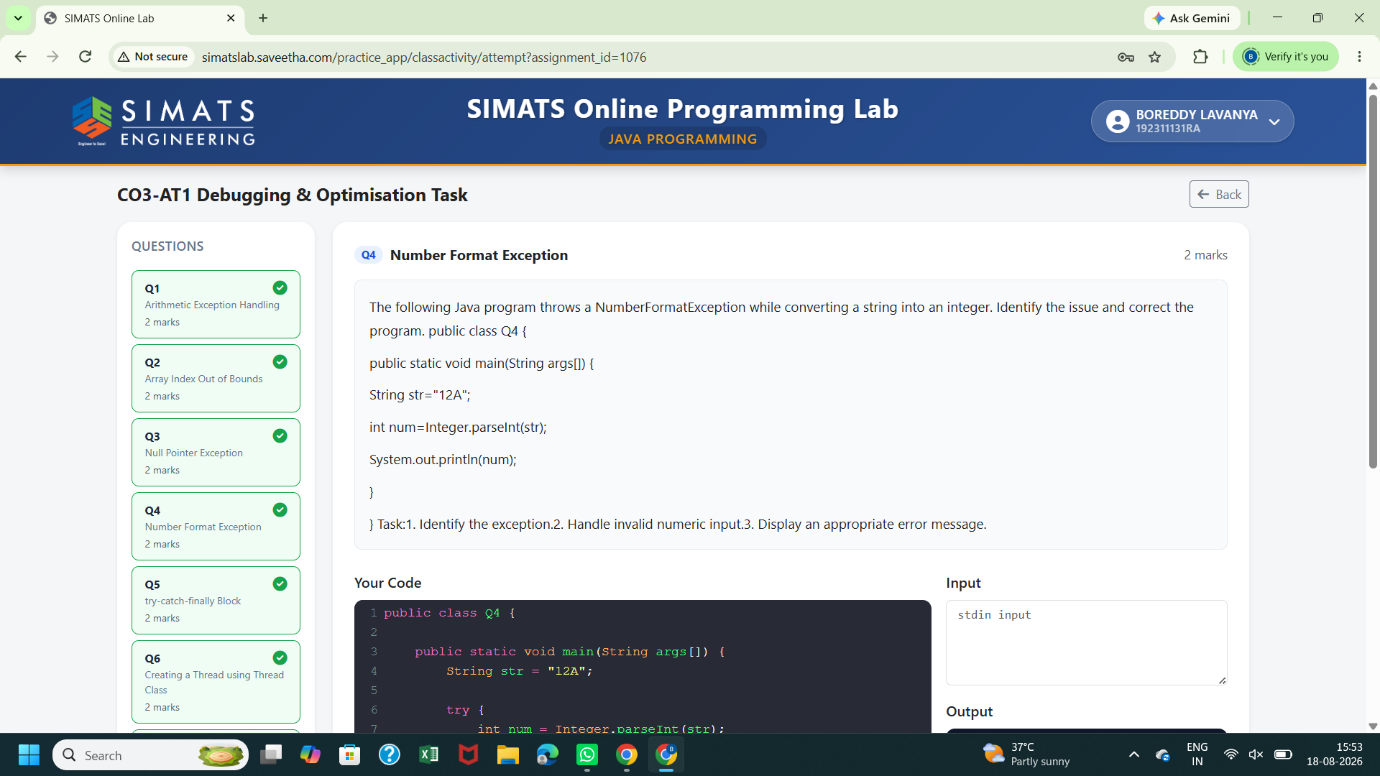 SIMATS Online Lab
Ask Gemini
Not secure
simatslab.saveetha.com/practice_app/classactivity/attempt?assignment_id=1076
B
Verify it's you
SIMATS
ENGINEERING
Engineer to Excel
SIMATS Online Programming Lab
JAVA PROGRAMMING
BOREDDY LAVANYA
192311131RA
CO3-AT1 Debugging & Optimisation Task
Back
QUESTIONS
Q1
Arithmetic Exception Handling
2 marks
Q2
Array Index Out of Bounds
2 marks
Q3
Null Pointer Exception
2 marks
Q4
Number Format Exception
2 marks
Q5
try-catch-finally Block
2 marks
Q6
Creating a Thread using Thread
Class
2 marks
Q4 Number Format Exception
2 marks
The following Java program throws a NumberFormatException while converting a string into an integer. Identify the issue and correct the
program. public class Q4 {
public static void main(String args[]) {
String str="12A";
int num=Integer.parseInt(str);
System.out.println(num);
}
} Task:1. Identify the exception.2. Handle invalid numeric input.3. Display an appropriate error message.
Your Code
1 public class Q4 {
2
3 public static void main(String args[]) {
4 String str = "12A";
5
6 try {
7 int num = Integer.parseInt(str);
Input
stdin input
Output
Search
37°C
Partly sunny
ENG
IN
15:53
18-08-2026